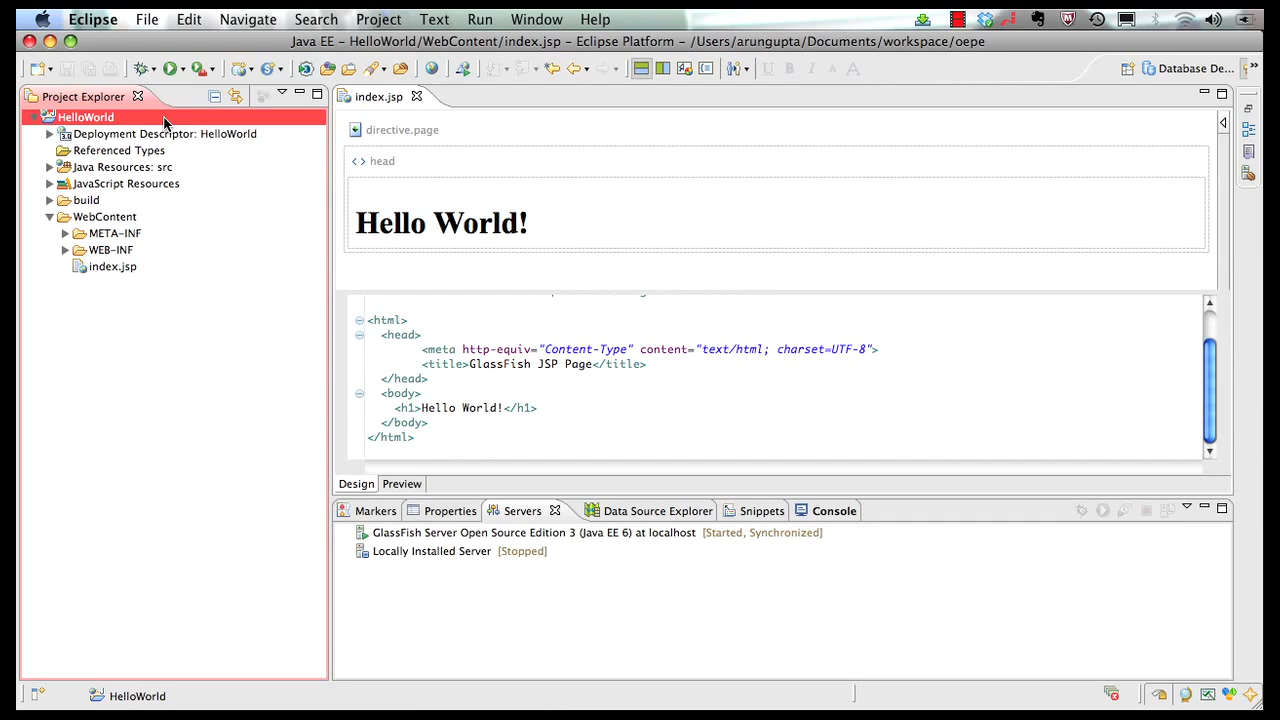 Eclipse File Edit Navigate Search Project Text Run Window Help
Java EE - HelloWorld/WebContent/index.jsp - Eclipse Platform - /Users/arungupta/Documents/workspace/oepe
Database De...
Project Explorer
index.jsp
HelloWorld
Deployment Descriptor: HelloWorld
Referenced Types
Java Resources: src
JavaScript Resources
build
WebContent
META-INF
WEB-INF
index.jsp
directive.page
head
Hello World!
<html>
<head>
<meta http-equiv="Content-Type" content="text/html; charset=UTF-8">
<title>GlassFish JSP Page</title>
</head>
<body>
<h1>Hello World!</h1>
</body>
</html>
Design Preview
Markers Properties Servers Data Source Explorer Snippets Console
GlassFish Server Open Source Edition 3 (Java EE 6) at localhost [Started, Synchronized]
Locally Installed Server [Stopped]
HelloWorld